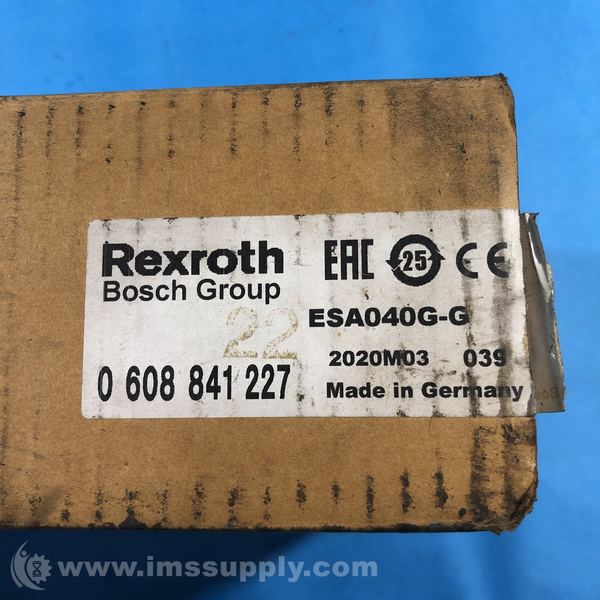 Rexroth
Bosch Group
22
0 608 841 227
EAC 25 CE
ESA040G-G
2020M03 039
Made in Germany
www.imssupply.com